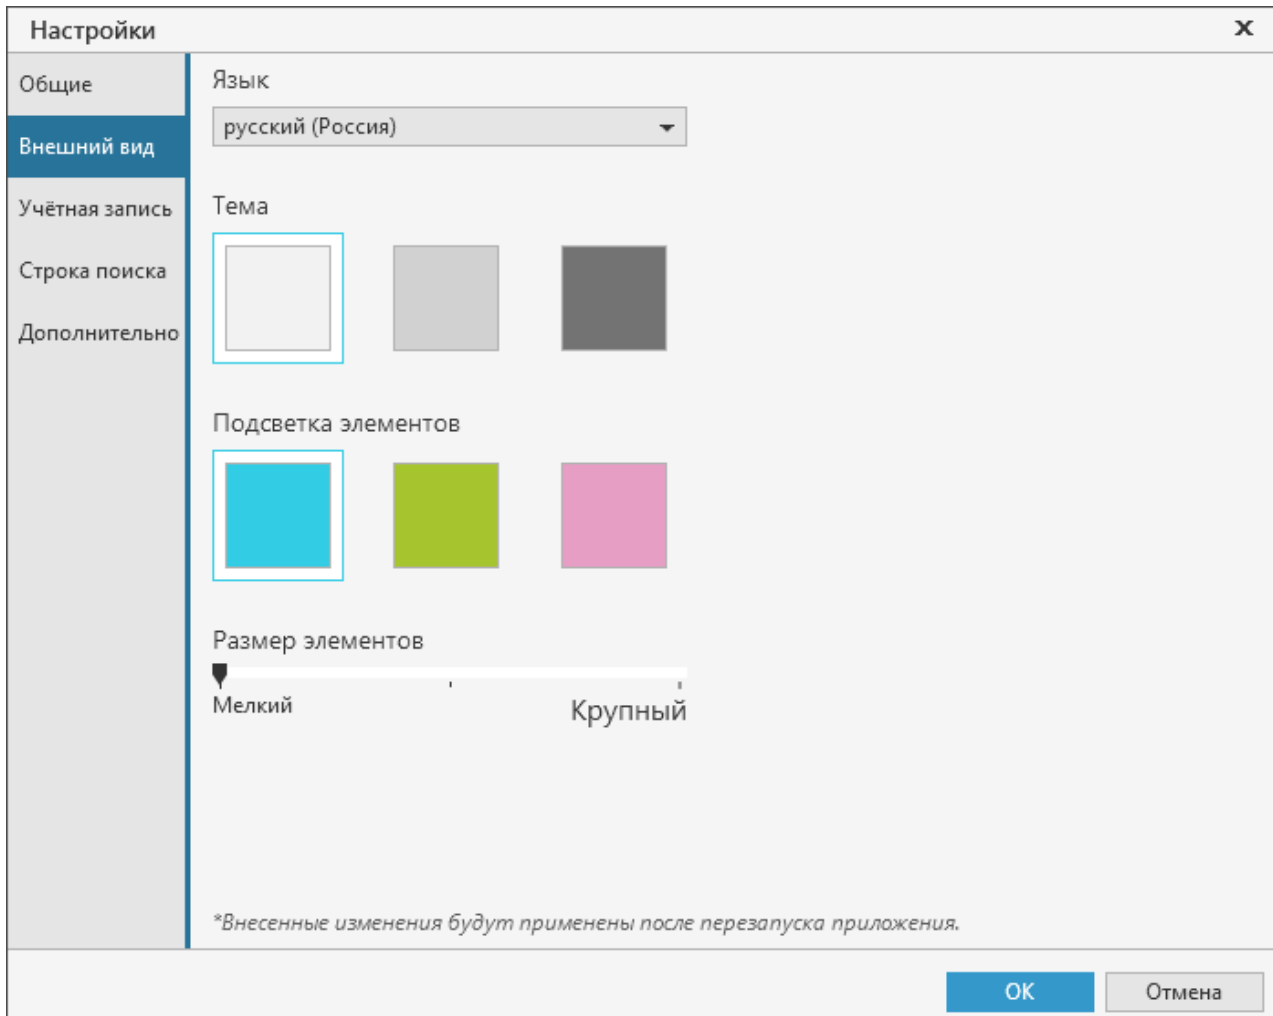 Настройки
x
Общие
Внешний вид
Учётная запись
Строка поиска
Дополнительно
Язык
русский (Россия)
Тема
Подсветка элементов
Размер элементов
Мелкий
Крупный
*Внесенные изменения будут применены после перезапуска приложения.
ОК
Отмена